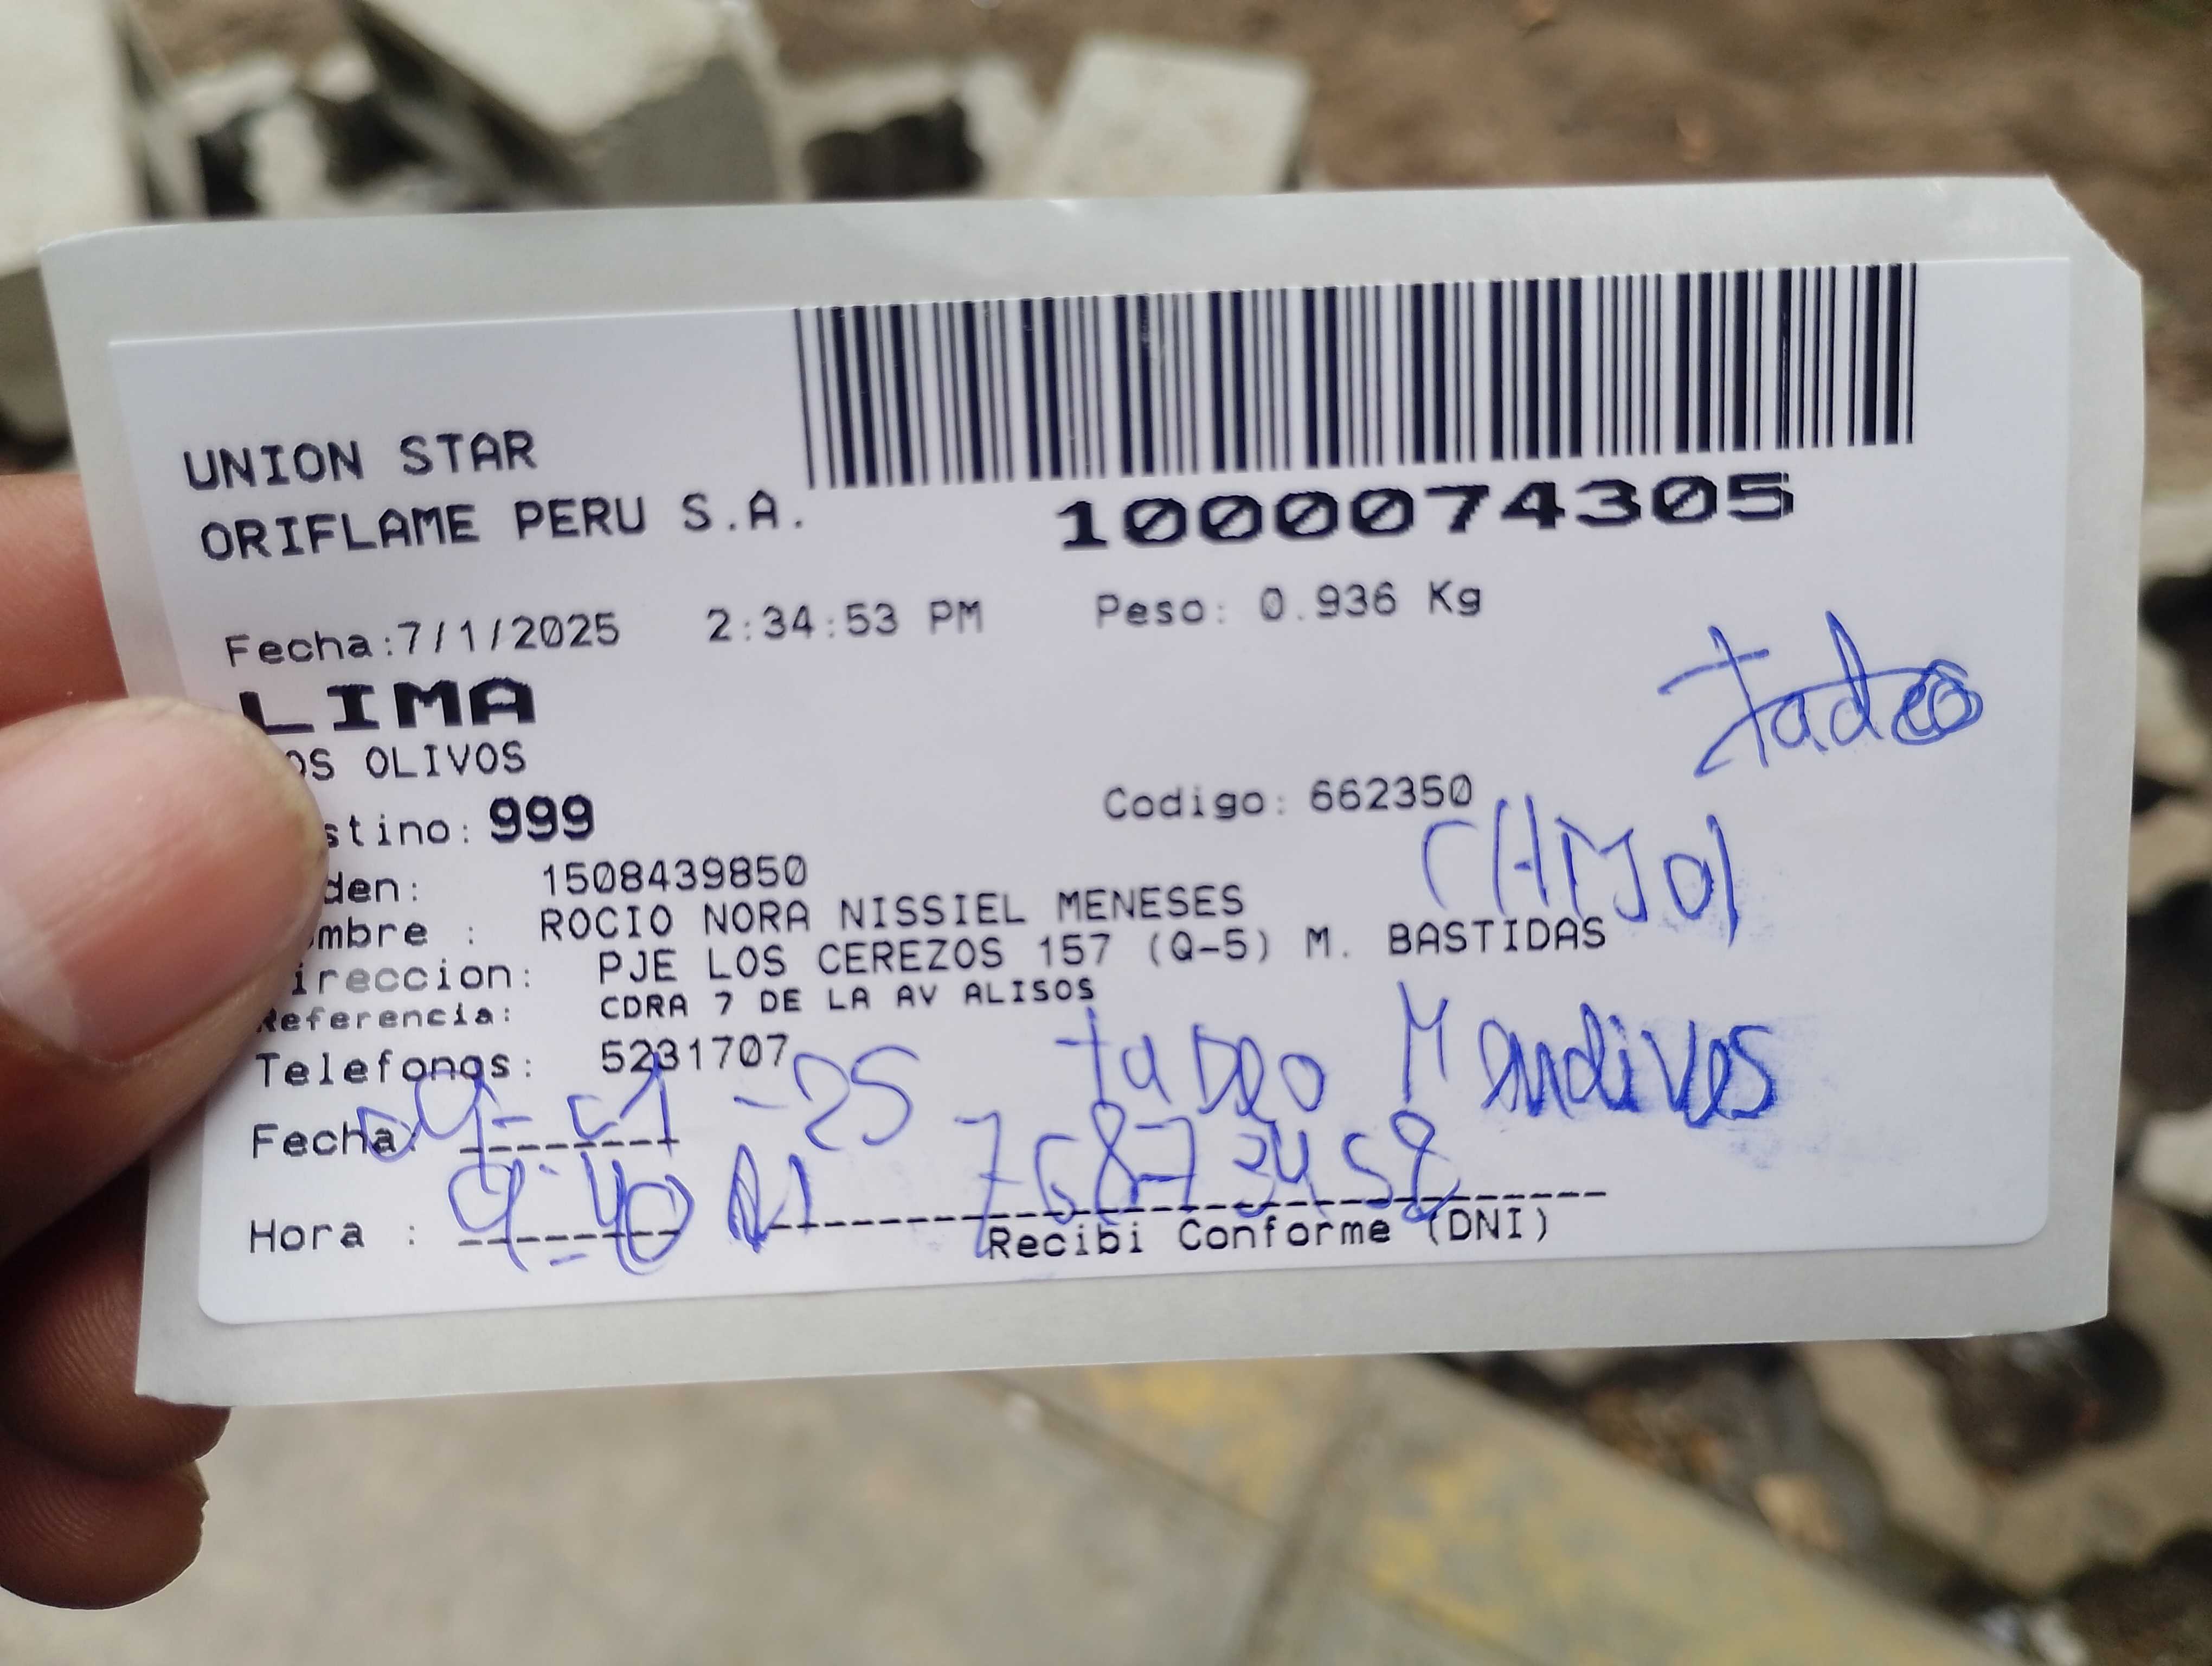 UNION STAR
ORIFLAME PERU S.A.
1000074305
Fecha:7/1/2025 2:34:53 PM Peso: 0.936 Kg
LIMA
tadeo
OS OLIVOS
stino: 999 Codigo: 662350
den: 1508439850
mbre : ROCIO NORA NISSIEL MENESES
ireccion: PJE LOS CEREZOS 157 (Q-5) M. BASTIDAS
Referencia: CDRA 7 DE LA AV ALISOS
Telefonos: 5231707
tadeo Mendives
Fecha: 09-01-25
Hora : 9:40
Recibi Conforme (DNI)